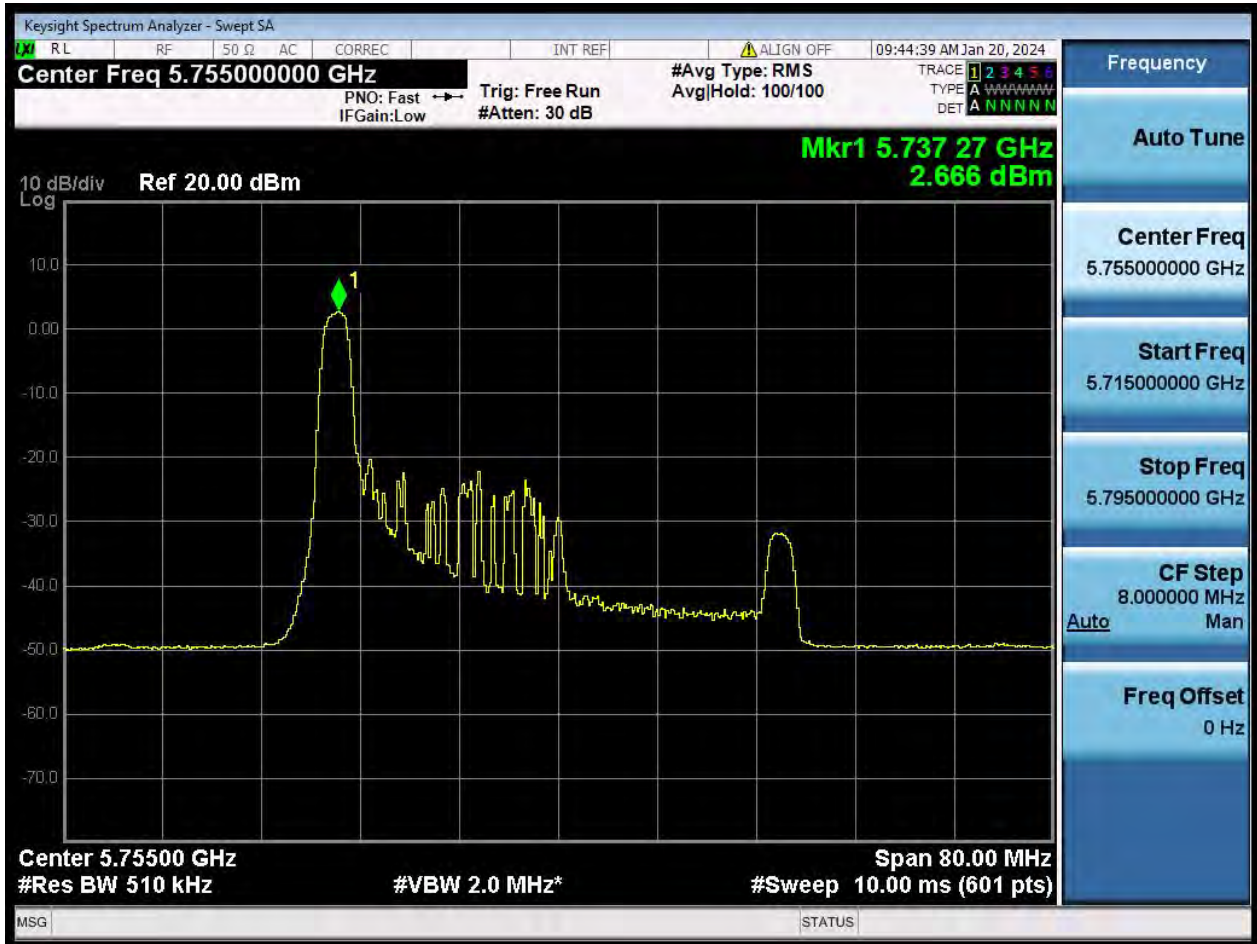 Keysight Spectrum Analyzer - Swept SA
LXI RL RF 50 Ω AC CORREC INT REF ALIGN OFF 09:44:39 AM Jan 20, 2024
Center Freq 5.755000000 GHz
PNO: Fast
IFGain:Low
Trig: Free Run
#Atten: 30 dB
#Avg Type: RMS
Avg|Hold: 100/100
TRACE 1 2 3 4 5 6
TYPE A WWWWW
DET A N N N N N
Mkr1 5.737 27 GHz
2.666 dBm
10 dB/div Ref 20.00 dBm
Log
10.0
0.00
-10.0
-20.0
-30.0
-40.0
-50.0
-60.0
-70.0
1
Center 5.75500 GHz Span 80.00 MHz
#Res BW 510 kHz #VBW 2.0 MHz* #Sweep 10.00 ms (601 pts)
MSG STATUS
Frequency
Auto Tune
Center Freq
5.755000000 GHz
Start Freq
5.715000000 GHz
Stop Freq
5.795000000 GHz
CF Step
8.000000 MHz
Auto Man
Freq Offset
0 Hz